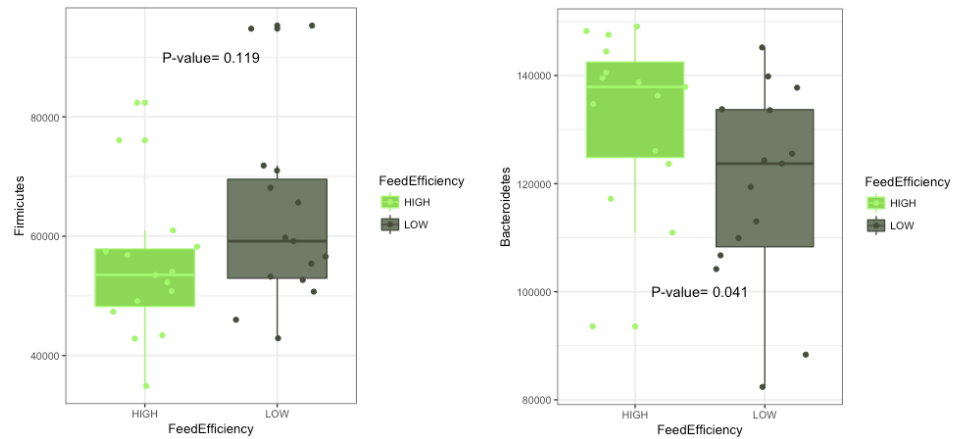 P-value= 0.119
80000
60000
40000
Firmicutes
HIGH
LOW
FeedEfficiency
FeedEfficiency
HIGH
LOW
140000
120000
100000
80000
Bacteroidetes
P-value= 0.041
HIGH
LOW
FeedEfficiency
FeedEfficiency
HIGH
LOW